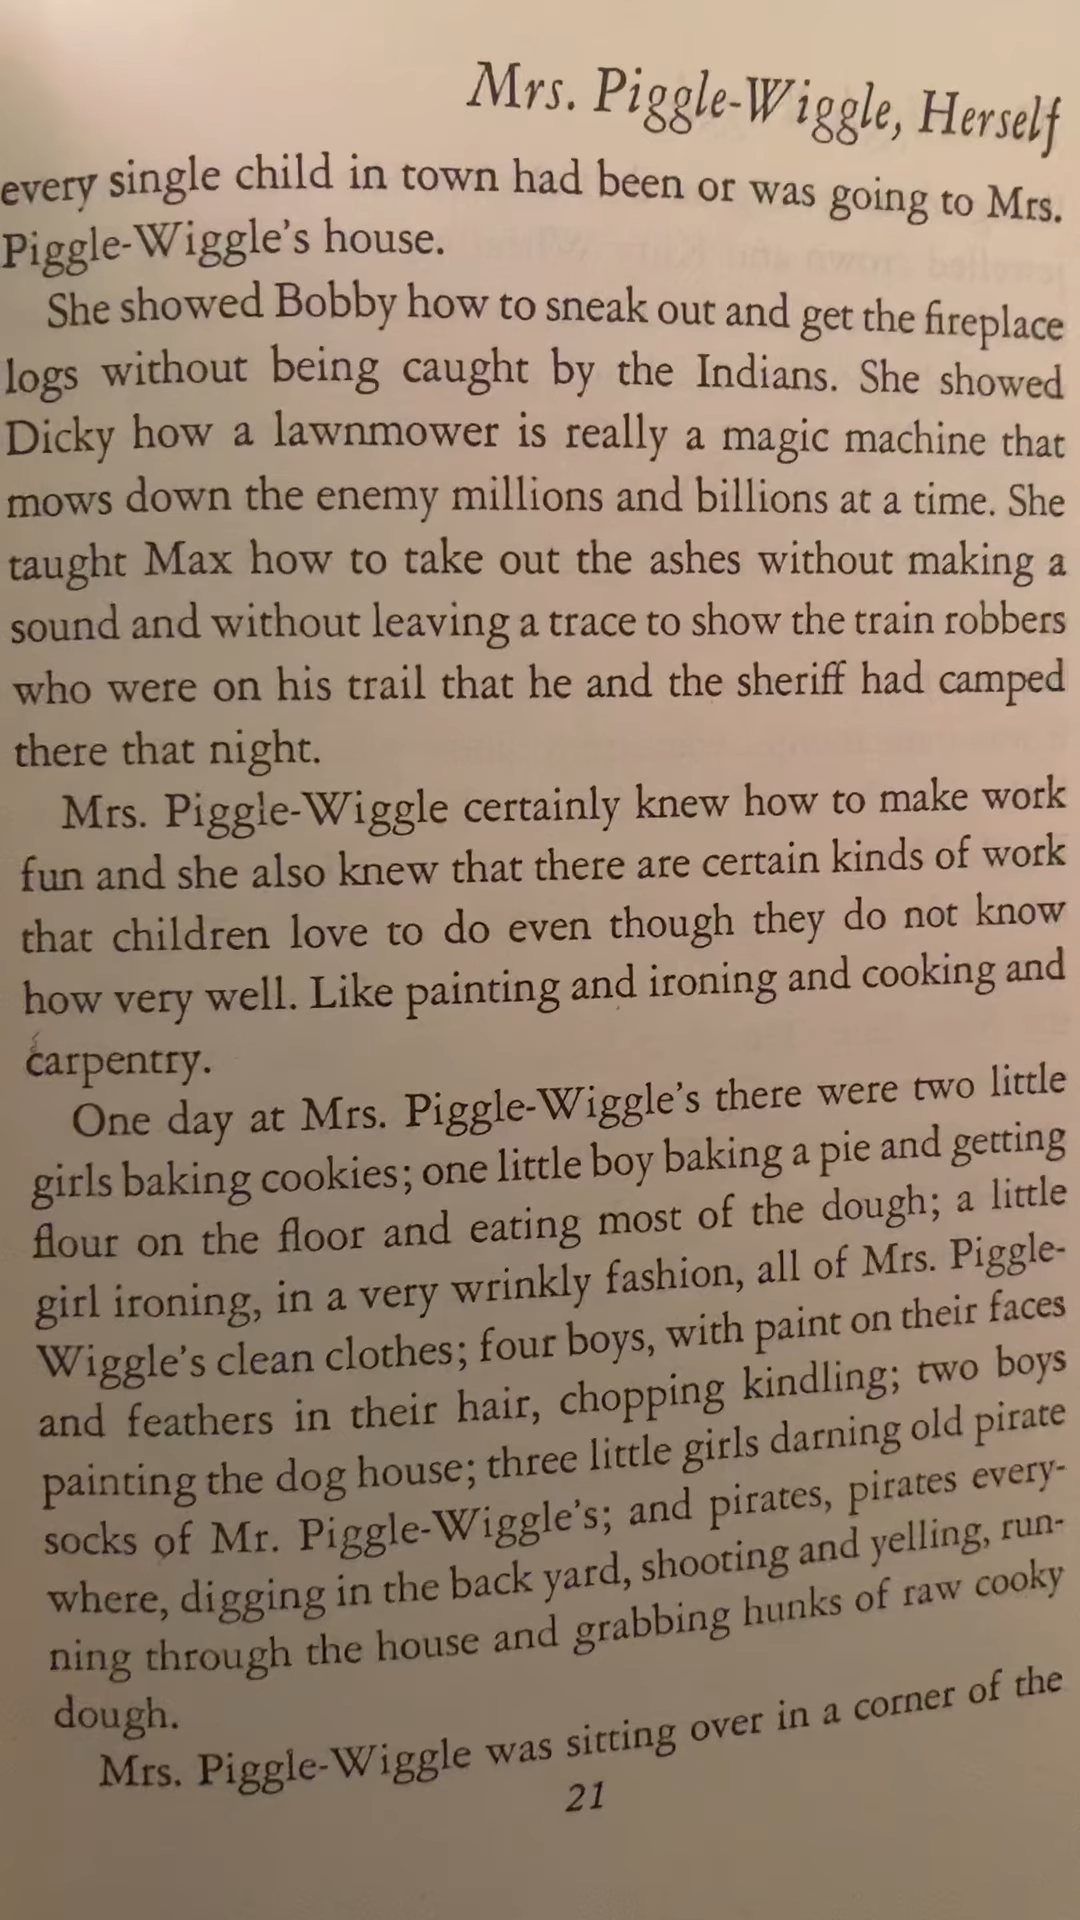 Mrs. Piggle-Wiggle, Herself
every single child in town had been or was going to Mrs.
Piggle-Wiggle's house.
She showed Bobby how to sneak out and get the fireplace
logs without being caught by the Indians. She showed
Dicky how a lawnmower is really a magic machine that
mows down the enemy millions and billions at a time. She
taught Max how to take out the ashes without making a
sound and without leaving a trace to show the train robbers
who were on his trail that he and the sheriff had camped
there that night.
Mrs. Piggle-Wiggle certainly knew how to make work
fun and she also knew that there are certain kinds of work
that children love to do even though they do not know
how very well. Like painting and ironing and cooking and
carpentry.
One day at Mrs. Piggle-Wiggle's there were two little
girls baking cookies; one little boy baking a pie and getting
flour on the floor and eating most of the dough; a little
girl ironing, in a very wrinkly fashion, all of Mrs. Piggle-
Wiggle's clean clothes; four boys, with paint on their faces
and feathers in their hair, chopping kindling; two boys
painting the dog house; three little girls darning old pirate
socks of Mr. Piggle-Wiggle's; and pirates, pirates every-
where, digging in the back yard, shooting and yelling, run-
ning through the house and grabbing hunks of raw cooky
dough.
Mrs. Piggle-Wiggle was sitting over in a corner of the
21